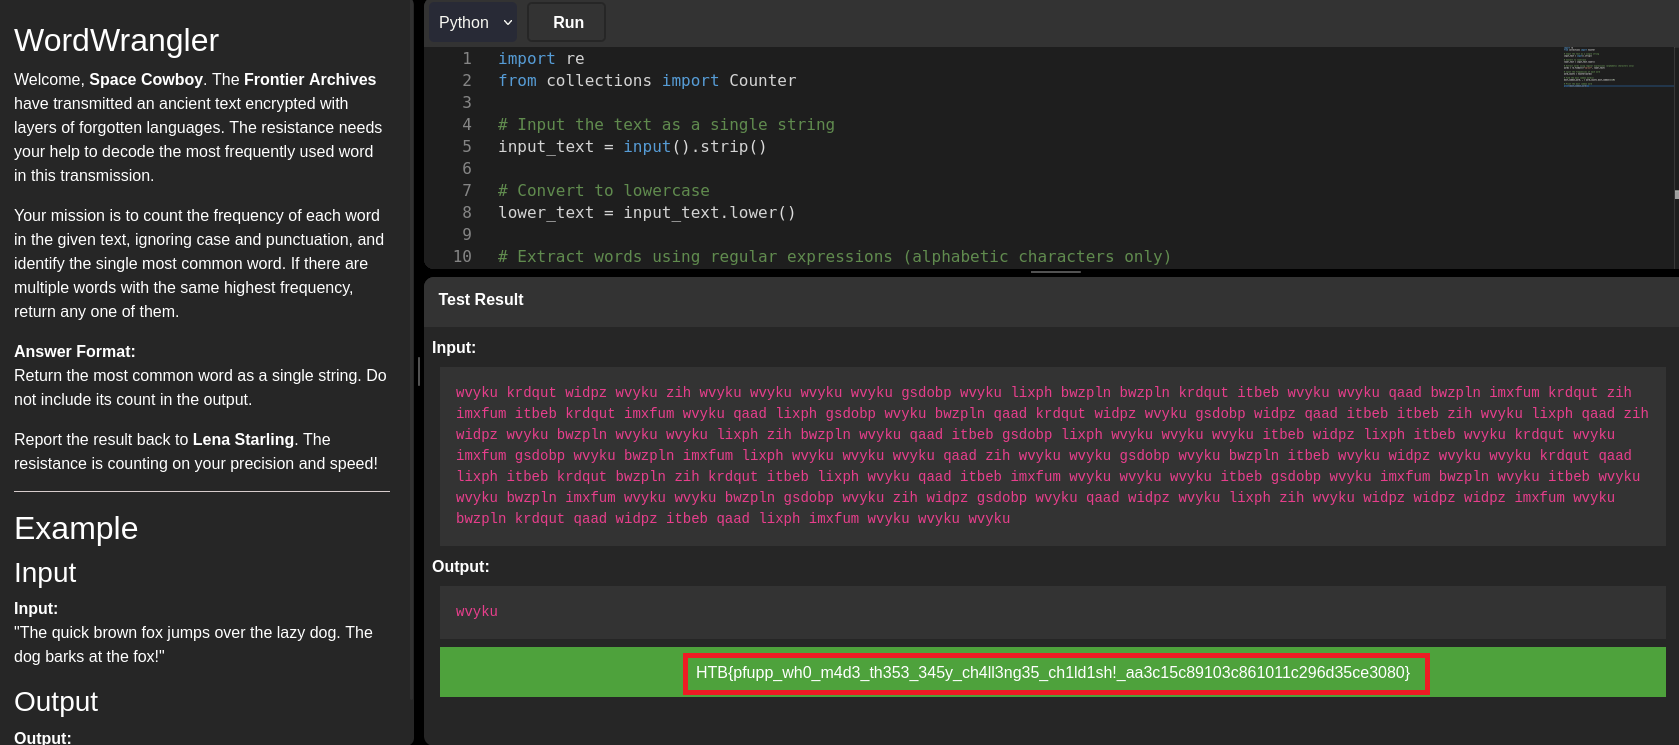 WordWrangler
Welcome, Space Cowboy. The Frontier Archives
have transmitted an ancient text encrypted with
layers of forgotten languages. The resistance needs
your help to decode the most frequently used word
in this transmission.
Your mission is to count the frequency of each word
in the given text, ignoring case and punctuation, and
identify the single most common word. If there are
multiple words with the same highest frequency,
return any one of them.
Answer Format:
Return the most common word as a single string. Do
not include its count in the output.
Report the result back to Lena Starling. The
resistance is counting on your precision and speed!
Example
Input
Input:
"The quick brown fox jumps over the lazy dog. The
dog barks at the fox!"
Output
Output:
Python
Run
1 import re
2 from collections import Counter
3
4 # Input the text as a single string
5 input_text = input().strip()
6
7 # Convert to lowercase
8 lower_text = input_text.lower()
9
10 # Extract words using regular expressions (alphabetic characters only)
Test Result
Input:
wvyku krdqut widpz wvyku zih wvyku wvyku wvyku wvyku gsdobp wvyku lixph bwzpln bwzpln krdqut itbeb wvyku wvyku qaad bwzpln imxfum krdqut zih
imxfum itbeb krdqut imxfum wvyku qaad lixph gsdobp wvyku bwzpln qaad krdqut widpz wvyku gsdobp widpz qaad itbeb itbeb zih wvyku lixph qaad zih
widpz wvyku bwzpln wvyku wvyku lixph zih bwzpln wvyku qaad itbeb gsdobp lixph wvyku wvyku wvyku itbeb widpz lixph itbeb wvyku krdqut wvyku
imxfum gsdobp wvyku bwzpln imxfum lixph wvyku wvyku wvyku qaad zih wvyku wvyku gsdobp wvyku bwzpln itbeb wvyku widpz wvyku wvyku krdqut qaad
lixph itbeb krdqut bwzpln zih krdqut itbeb lixph wvyku qaad itbeb imxfum wvyku wvyku wvyku itbeb gsdobp wvyku imxfum bwzpln wvyku itbeb wvyku
wvyku bwzpln imxfum wvyku wvyku bwzpln gsdobp wvyku zih widpz gsdobp wvyku qaad widpz wvyku lixph zih wvyku widpz widpz widpz imxfum wvyku
bwzpln krdqut qaad widpz itbeb qaad lixph imxfum wvyku wvyku wvyku
Output:
wvyku
HTB{pfupp_wh0_m4d3_th353_345y_ch4ll3ng35_ch1ld1sh!_aa3c15c89103c861011c296d35ce3080}